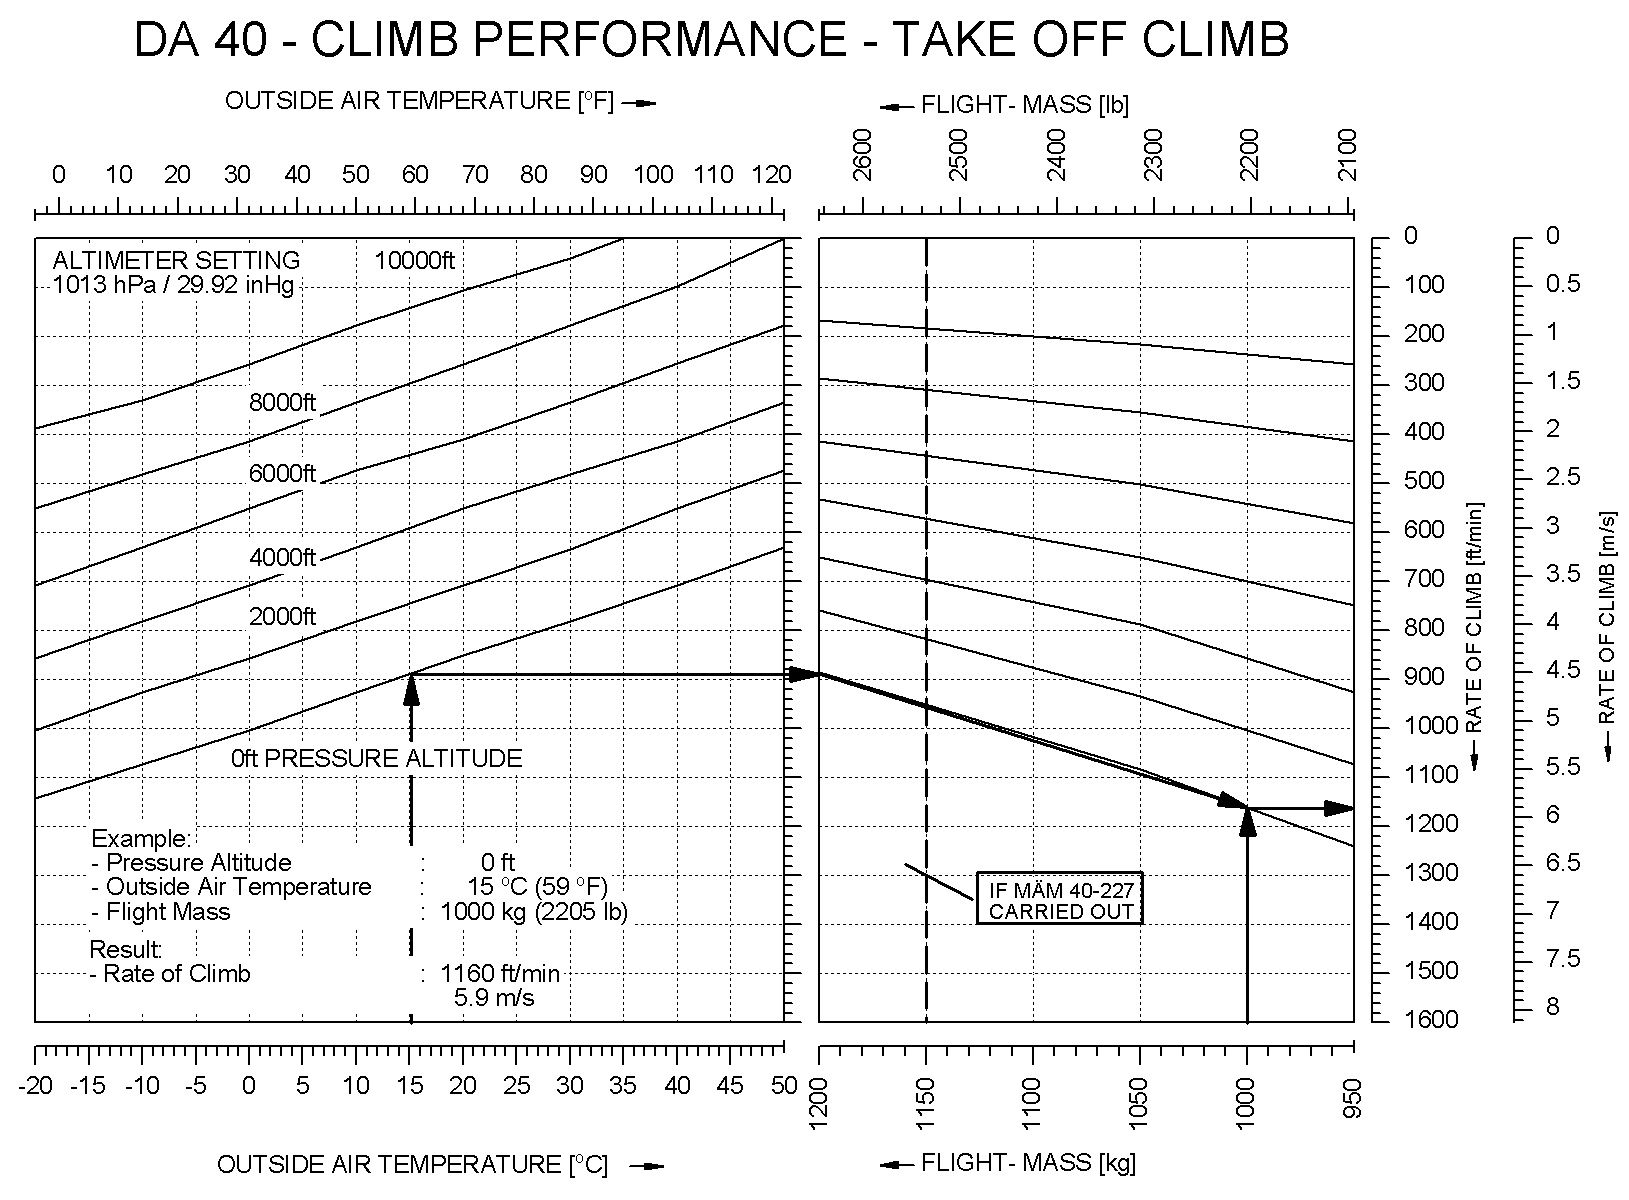 DA 40 - CLIMB PERFORMANCE - TAKE OFF CLIMB
OUTSIDE AIR TEMPERATURE [ºF]
FLIGHT- MASS [lb]
0 10 20 30 40 50 60 70 80 90 100 110 120
2600 2500 2400 2300 2200 2100
ALTIMETER SETTING
1013 hPa / 29.92 inHg
10000ft
8000ft
6000ft
4000ft
2000ft
0ft PRESSURE ALTITUDE
Example:
- Pressure Altitude : 0 ft
- Outside Air Temperature : 15 ºC (59 ºF)
- Flight Mass : 1000 kg (2205 lb)
Result:
- Rate of Climb : 1160 ft/min
5.9 m/s
IF MÄM 40-227
CARRIED OUT
0
100
200
300
400
500
600
700
800
900
1000
1100
1200
1300
1400
1500
1600
RATE OF CLIMB [ft/min]
0
0.5
1
1.5
2
2.5
3
3.5
4
4.5
5
5.5
6
6.5
7
7.5
8
RATE OF CLIMB [m/s]
-20 -15 -10 -5 0 5 10 15 20 25 30 35 40 45 50
1200 1150 1100 1050 1000 950
OUTSIDE AIR TEMPERATURE [ºC]
FLIGHT- MASS [kg]